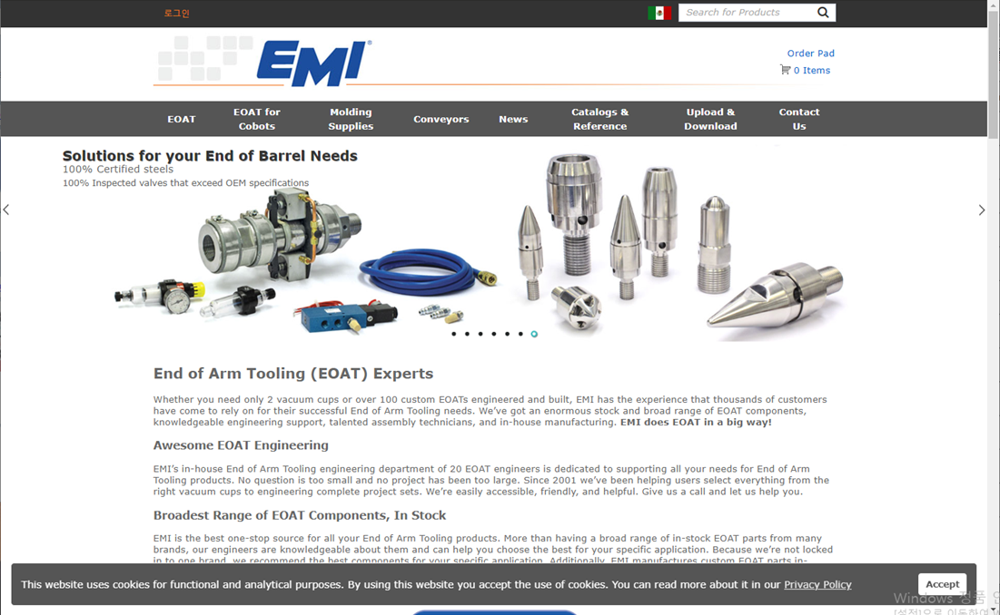 로그인
Search for Products
EMI®
Order Pad
0 Items
EOAT
EOAT for
Cobots
Molding
Supplies
Conveyors
News
Catalogs &
Reference
Upload &
Download
Contact
Us
Solutions for your End of Barrel Needs
100% Certified steels
100% Inspected valves that exceed OEM specifications
End of Arm Tooling (EOAT) Experts
Whether you need only 2 vacuum cups or over 100 custom EOATs engineered and built, EMI has the experience that thousands of customers
have come to rely on for their successful End of Arm Tooling needs. We’ve got an enormous stock and broad range of EOAT components,
knowledgeable engineering support, talented assembly technicians, and in-house manufacturing. EMI does EOAT in a big way!
Awesome EOAT Engineering
EMI’s in-house End of Arm Tooling engineering department of 20 EOAT engineers is dedicated to supporting all your needs for End of Arm
Tooling products. No question is too small and no project has been too large. Since 2001 we’ve been helping users select everything from the
right vacuum cups to engineering complete project sets. We’re easily accessible, friendly, and helpful. Give us a call and let us help you.
Broadest Range of EOAT Components, In Stock
EMI is the best one-stop source for all your End of Arm Tooling products. More than having a broad range of in-stock EOAT parts from many
brands, our engineers are knowledgeable about them and can help you choose the best for your specific application. Because we’re not locked
in to one brand, we recommend the best components for your specific application. Additionally, EMI manufactures custom EOAT parts in-
This website uses cookies for functional and analytical purposes. By using this website you accept the use of cookies. You can read more about it in our Privacy Policy
Accept
Windows 정품